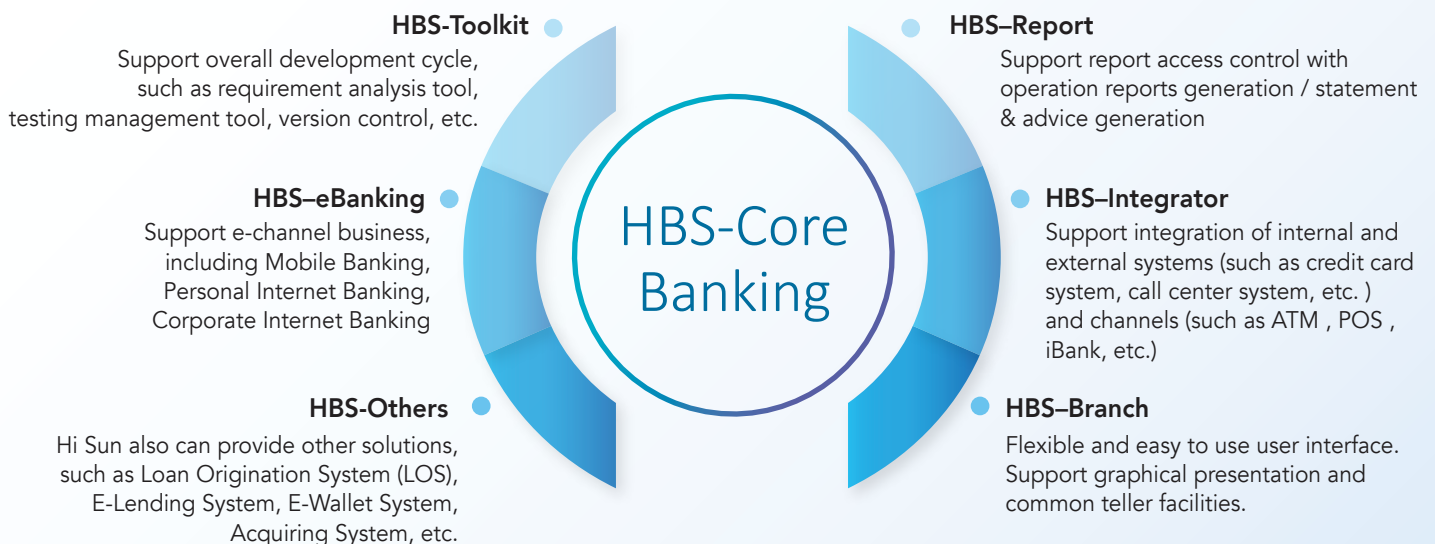 HBS-Toolkit
Support overall development cycle,
such as requirement analysis tool,
testing management tool, version control, etc.
HBS–eBanking
Support e-channel business,
including Mobile Banking,
Personal Internet Banking,
Corporate Internet Banking
HBS-Others
Hi Sun also can provide other solutions,
such as Loan Origination System (LOS),
E-Lending System, E-Wallet System,
Acquiring System, etc.
HBS-Core
Banking
HBS–Report
Support report access control with
operation reports generation / statement
& advice generation
HBS–Integrator
Support integration of internal and
external systems (such as credit card
system, call center system, etc. )
and channels (such as ATM , POS ,
iBank, etc.)
HBS–Branch
Flexible and easy to use user interface.
Support graphical presentation and
common teller facilities.